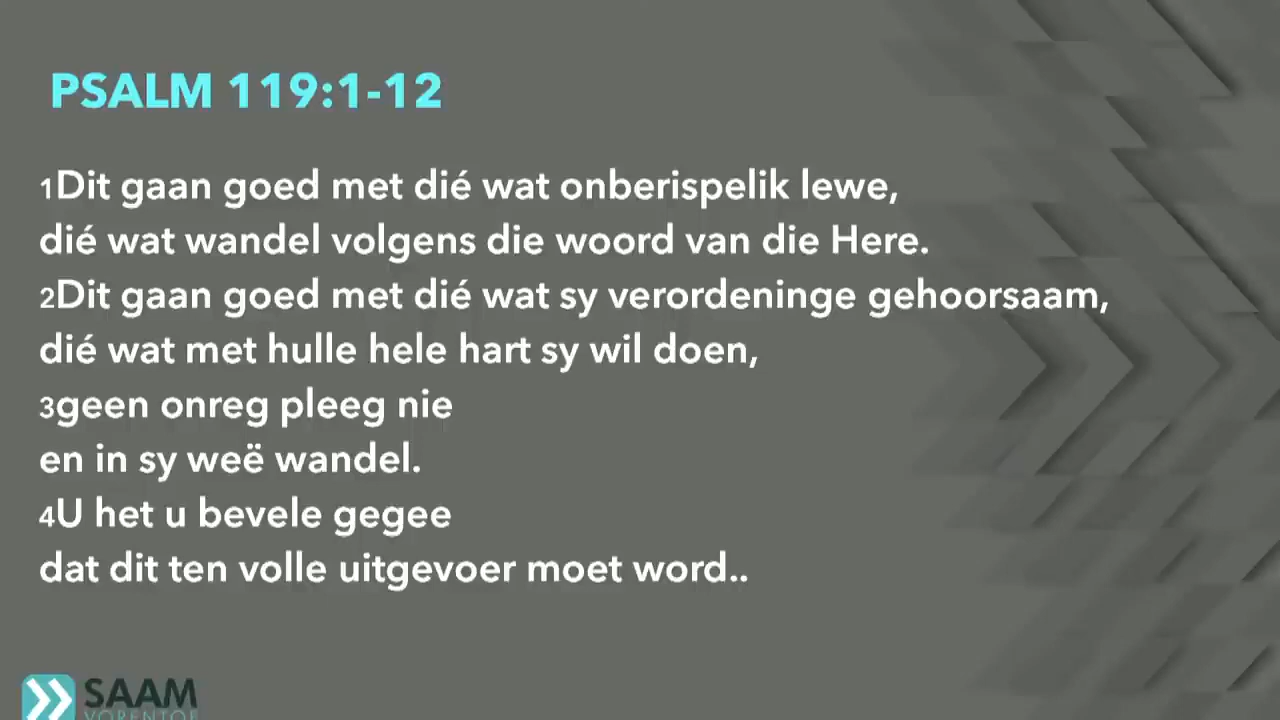 PSALM 119:1-12
1Dit gaan goed met dié wat onberispelik lewe,
dié wat wandel volgens die woord van die Here.
2Dit gaan goed met dié wat sy verordeninge gehoorsaam,
dié wat met hulle hele hart sy wil doen,
3geen onreg pleeg nie
en in sy weë wandel.
4U het u bevele gegee
dat dit ten volle uitgevoer moet word..
SAAM
VORENTOE